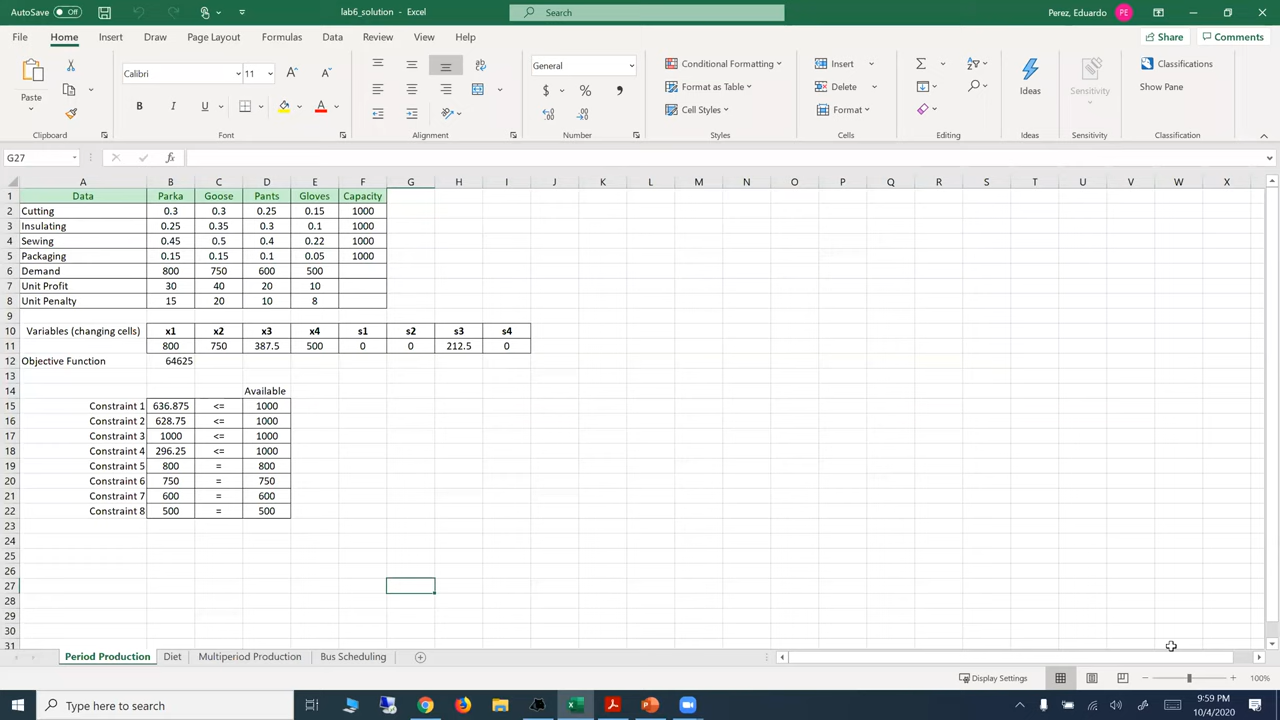 AutoSave Off lab6_solution - Excel Search Perez, Eduardo PE
File Home Insert Draw Page Layout Formulas Data Review View Help Share Comments
Paste Calibri 11 General Conditional Formatting Format as Table Cell Styles Insert Delete Format Ideas Sensitivity Classifications Show Pane
B I U A $ % ,
Clipboard Font Alignment Number Styles Cells Editing Ideas Sensitivity Classification
G27 fx
A B C D E F G H I J K L M N O P Q R S T U V W X
1 Data Parka Goose Pants Gloves Capacity
2 Cutting 0.3 0.3 0.25 0.15 1000
3 Insulating 0.25 0.35 0.3 0.1 1000
4 Sewing 0.45 0.5 0.4 0.22 1000
5 Packaging 0.15 0.15 0.1 0.05 1000
6 Demand 800 750 600 500
7 Unit Profit 30 40 20 10
8 Unit Penalty 15 20 10 8
9
10 Variables (changing cells) x1 x2 x3 x4 s1 s2 s3 s4
11 800 750 387.5 500 0 0 212.5 0
12 Objective Function 64625
13
14 Available
15 Constraint 1 636.875 <= 1000
16 Constraint 2 628.75 <= 1000
17 Constraint 3 1000 <= 1000
18 Constraint 4 296.25 <= 1000
19 Constraint 5 800 = 800
20 Constraint 6 750 = 750
21 Constraint 7 600 = 600
22 Constraint 8 500 = 500
23
24
25
26
27
28
29
30
31
Period Production Diet Multiperiod Production Bus Scheduling
Display Settings 100%
Type here to search 9:59 PM
10/4/2020